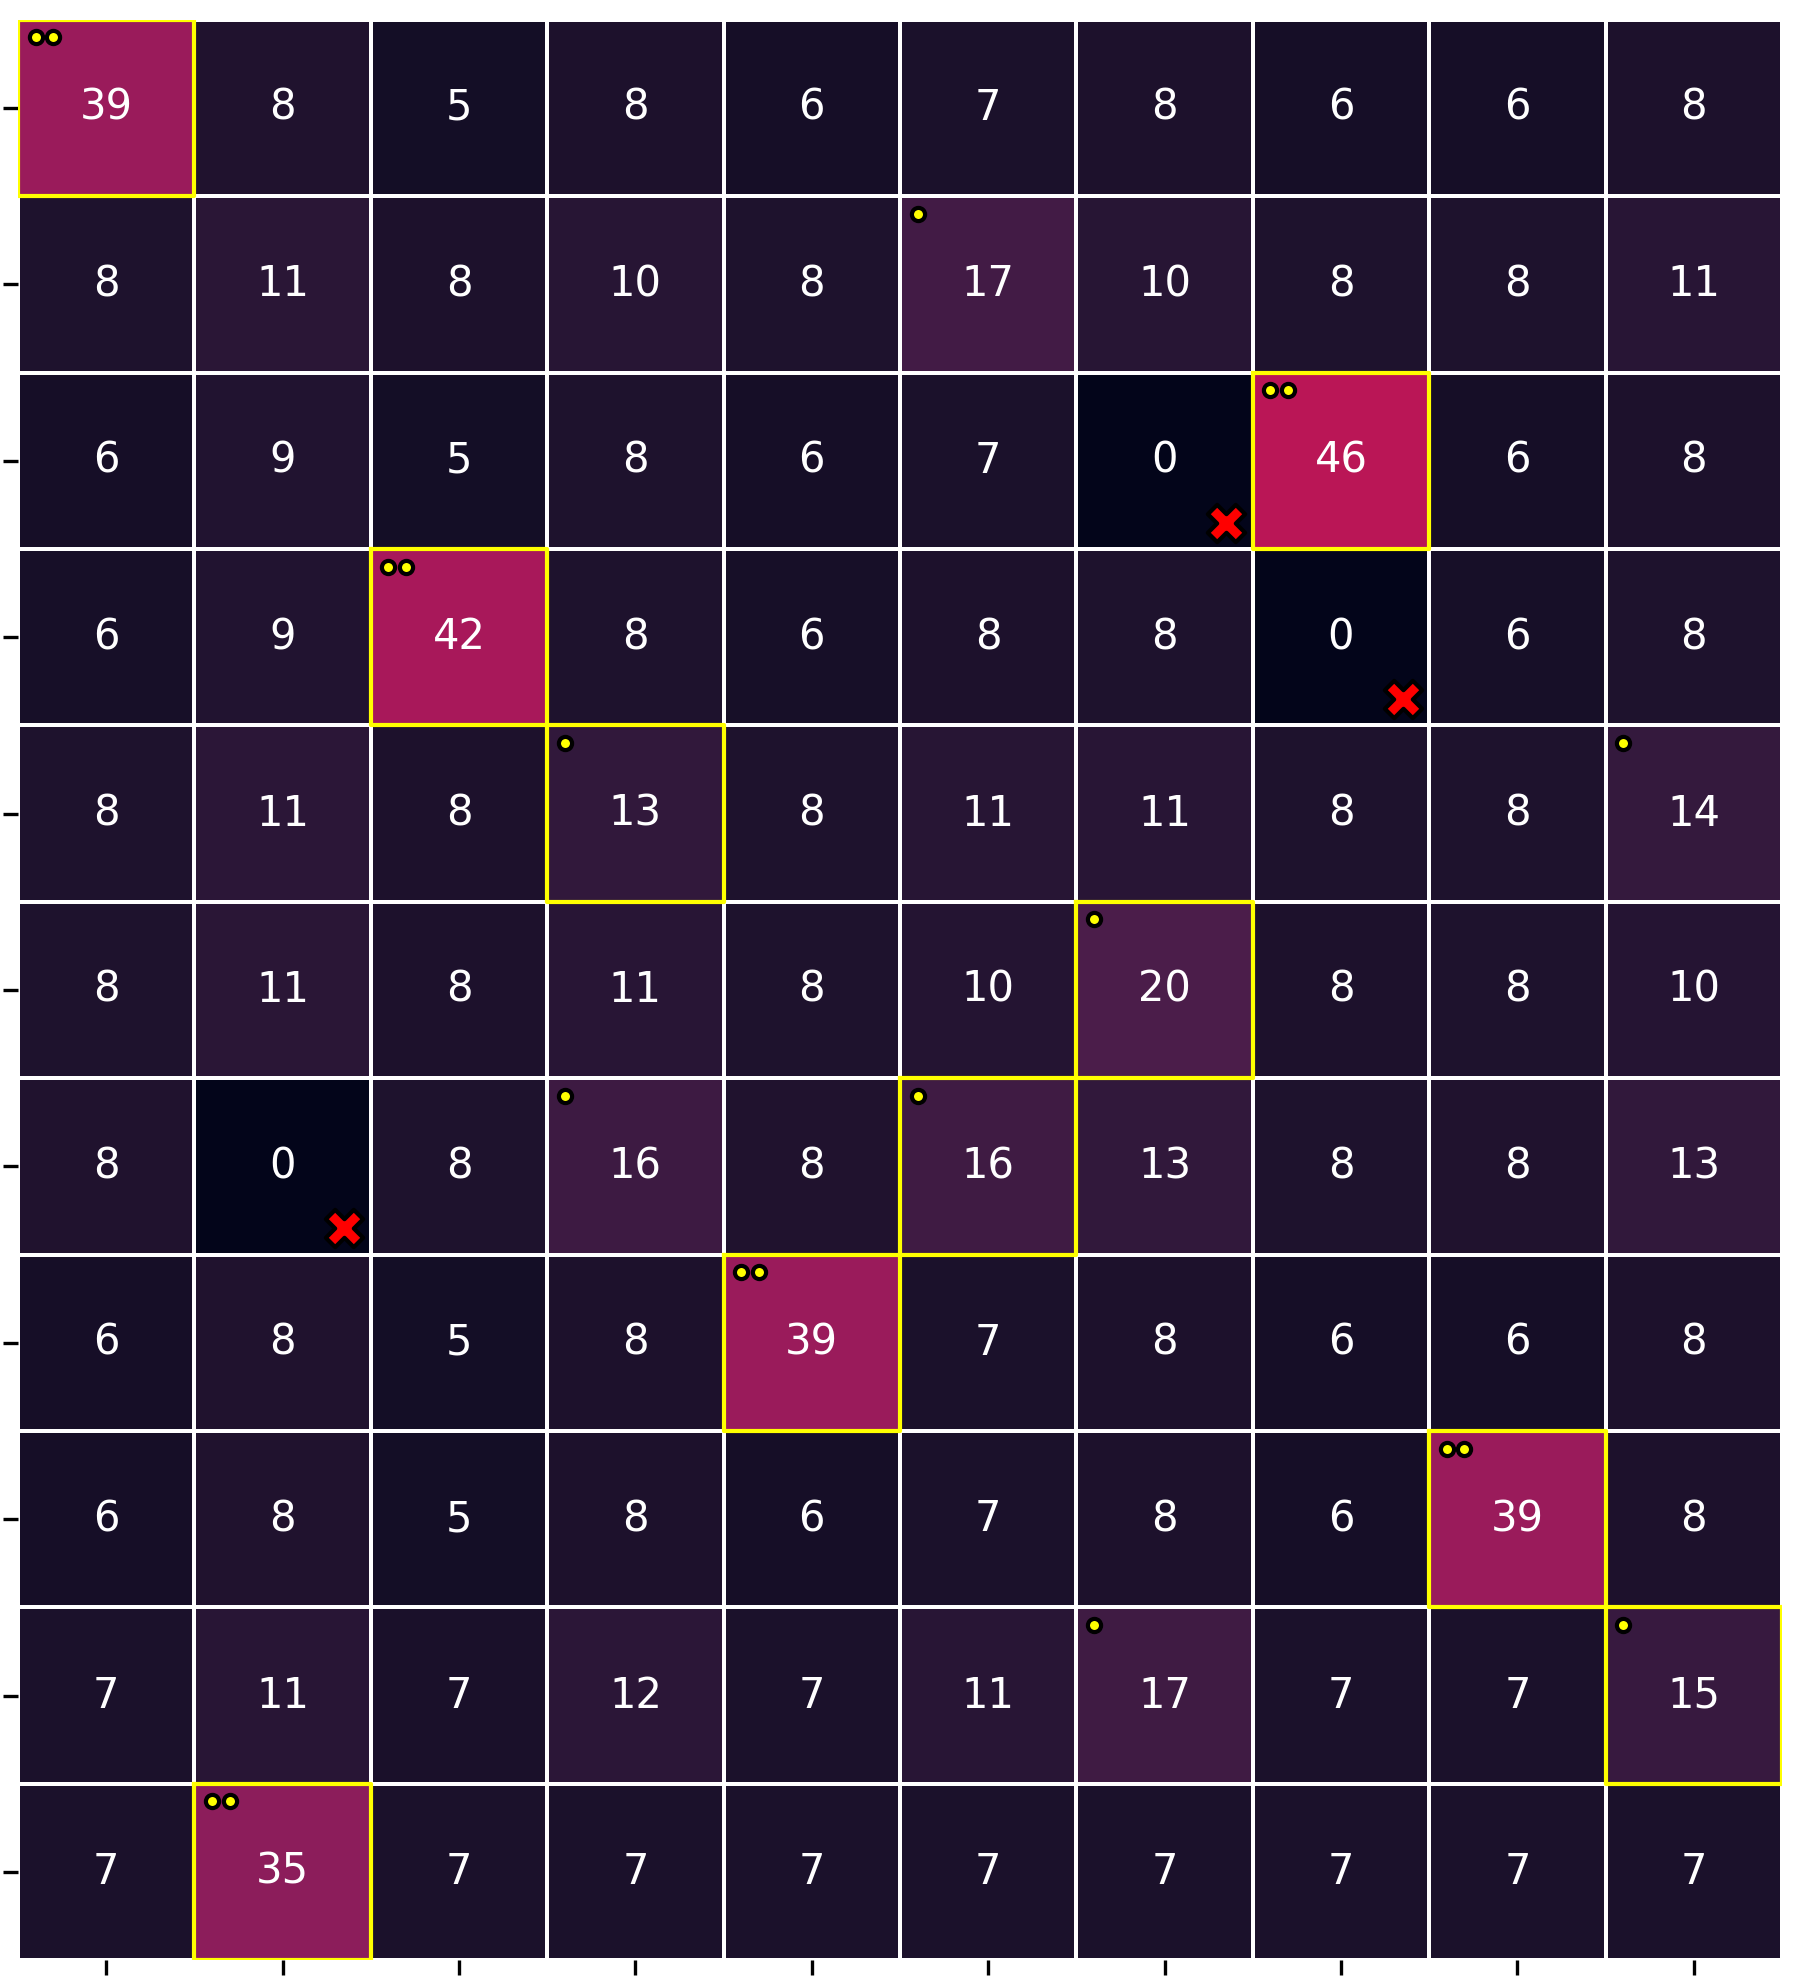 39 8 5 8 6 7 8 6 6 8
8 11 8 10 8 17 10 8 8 11
6 9 5 8 6 7 0 46 6 8
6 9 42 8 6 8 8 0 6 8
8 11 8 13 8 11 11 8 8 14
8 11 8 11 8 10 20 8 8 10
8 0 8 16 8 16 13 8 8 13
6 8 5 8 39 7 8 6 6 8
6 8 5 8 6 7 8 6 39 8
7 11 7 12 7 11 17 7 7 15
7 35 7 7 7 7 7 7 7 7